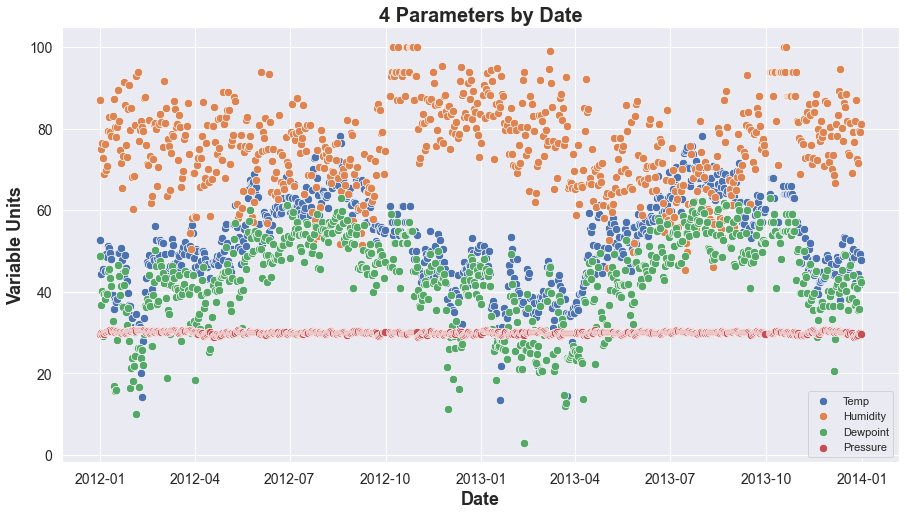 4 Parameters by Date
Variable Units
100
80
60
40
20
0
2012-01 2012-04 2012-07 2012-10 2013-01 2013-04 2013-07 2013-10 2014-01
Date
Temp
Humidity
Dewpoint
Pressure